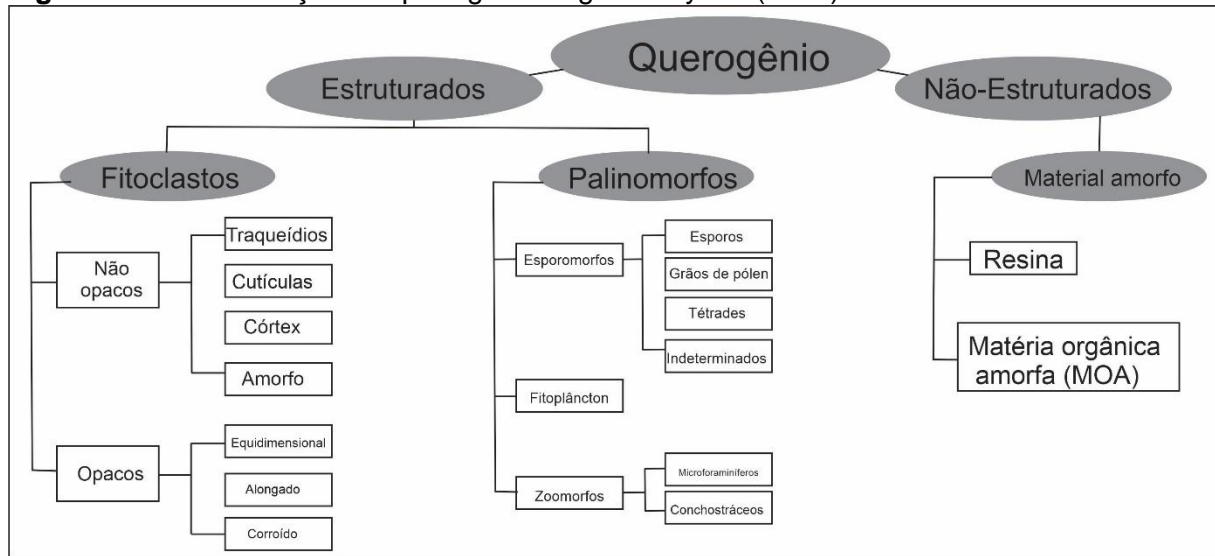 Querogênio
Estruturados
Não-Estruturados
Fitoclastos
Palinomorfos
Material amorfo
Não
opacos
Traqueídios
Cutículas
Córtex
Amorfo
Opacos
Equidimensional
Alongado
Corroído
Esporomorfos
Esporos
Grãos de pólen
Tétrades
Indeterminados
Fitoplâncton
Zoomorfos
Microforaminíferos
Conchostráceos
Resina
Matéria orgânica
amorfa (MOA)